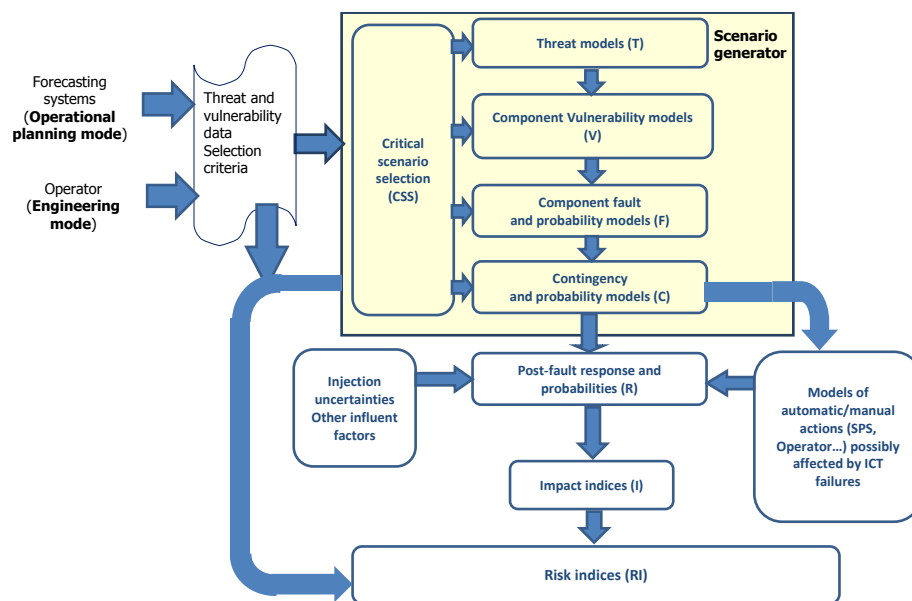 Scenario
generator
Threat models (T)
Forecasting
systems
(Operational
planning mode)
Threat and
vulnerability
data
Selection
criteria
Operator
(Engineering
mode)
Critical
scenario
selection
(CSS)
Component Vulnerability models
(V)
Component fault
and probability models (F)
Contingency
and probability models (C)
Injection
uncertainties
Other influent
factors
Post-fault response and
probabilities (R)
Models of
automatic/manual
actions (SPS,
Operator...) possibly
affected by ICT
failures
Impact indices (I)
Risk indices (RI)